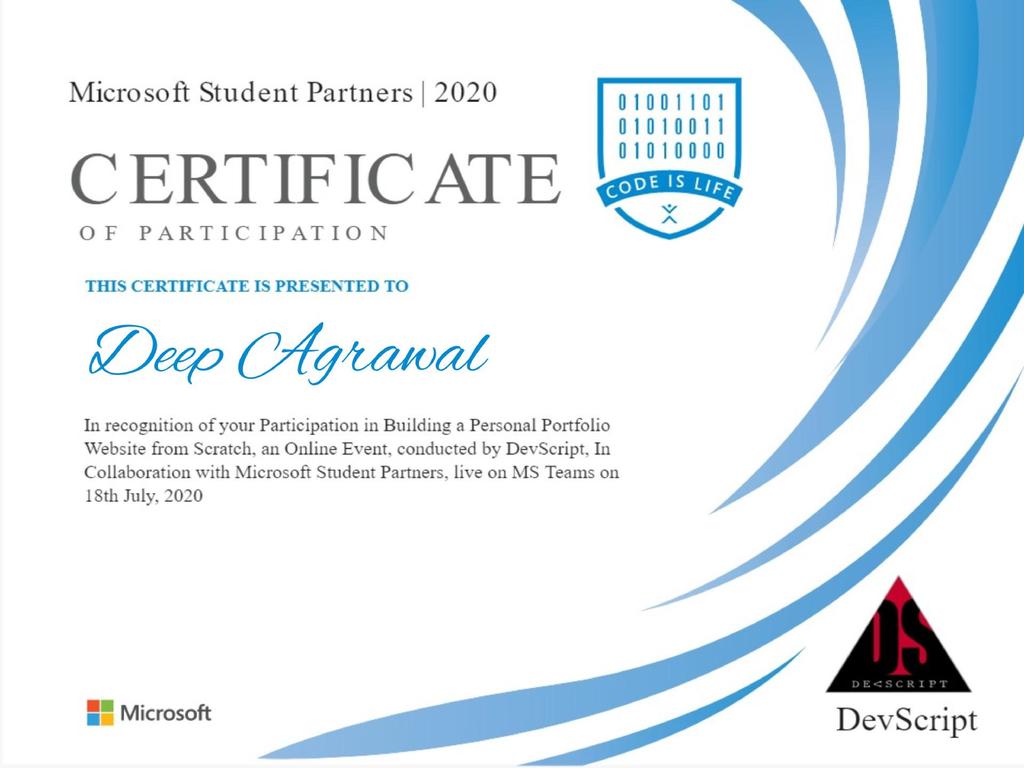 Microsoft Student Partners | 2020
CERTIFICATE
OF PARTICIPATION
01001101
01010011
01010000
CODE IS LIFE
THIS CERTIFICATE IS PRESENTED TO
Deep Agrawal
In recognition of your Participation in Building a Personal Portfolio
Website from Scratch, an Online Event, conducted by DevScript, In
Collaboration with Microsoft Student Partners, live on MS Teams on
18th July, 2020
Microsoft
DS
DE<SCRIPT
DevScript